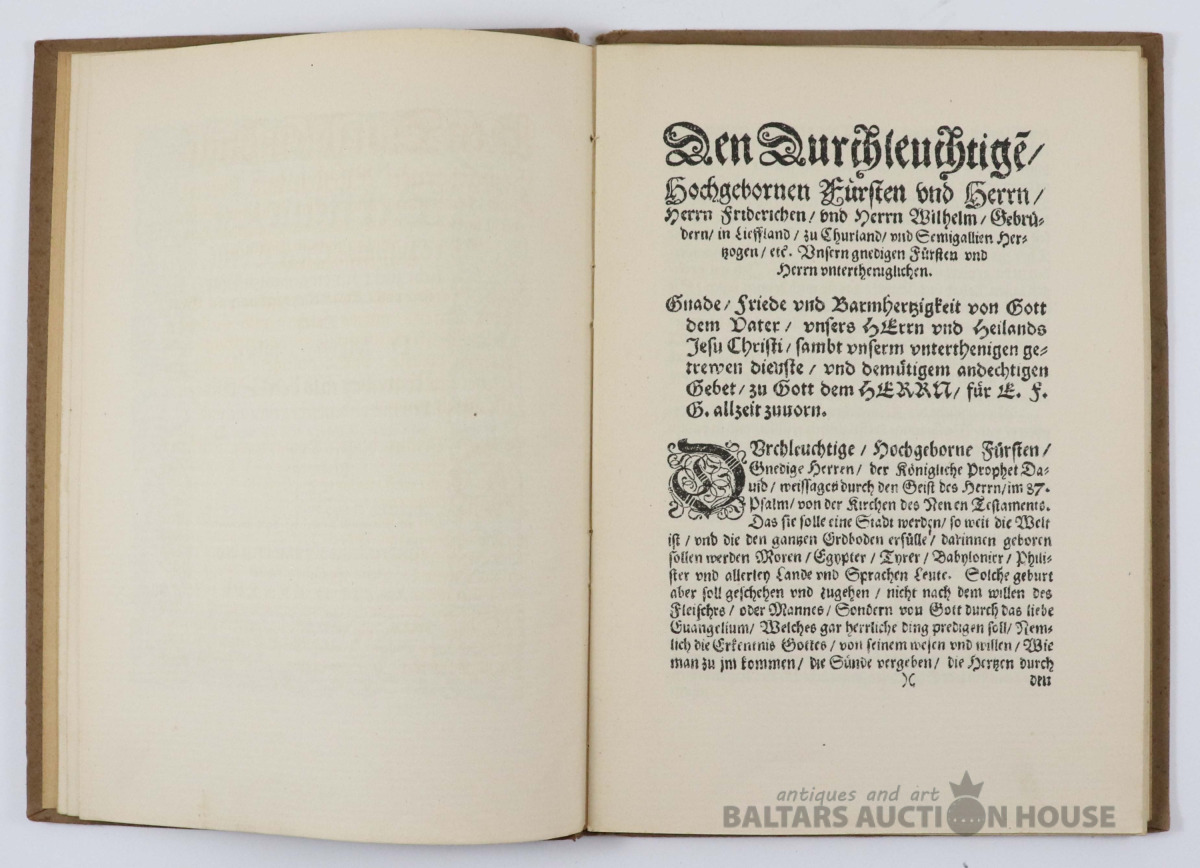 Den Durchleuchtigē/
Hochgebornen Fürsten vnd Herrn/
Herrn Friderichen/ vnd Herrn Wilhelm/ Gebrü-
dern/ in Lieffland/ zu Churland/ vnd Semigallien Her-
tzogen/ etc̄. Vnsern gnedigen Fürsten vnd
Herrn vntertheniglichen.
Gnade/ Friede vnd Barmhertzigkeit von Gott
dem Vater/ vnsers HErrn vnd Heilands
Jesu Christi/ sambt vnserm vnterthenigen ge-
trewen dienste/ vnd demütigem andechtigen
Gebet/ zu Gott dem HERRN/ für E. F.
G. allzeit zuuorn.
DVrchleuchtige/ Hochgeborne Fürsten/
Gnedige Herren/ der Königliche Prophet Da-
uid/ weissaget durch den Geist des Herrn/ im 87.
Psalm/ von der Kirchen des Neuen Testaments.
Das sie solle eine Stadt werden/ so weit die Welt
ist/ vnd die den gantzen Erdboden erfülle/ darinnen geboren
sollen werden Moren/ Egypter/ Tyrer/ Babylonier/ Phili-
ster vnd allerley Lande vnd Sprachen Leute. Solche geburt
aber soll geschehen vnd zugehen/ nicht nach dem willen des
Fleisches/ oder Mannes/ Sondern von Gott durch das liebe
Euangelium/ Welches gar herrliche ding predigen soll/ Nem-
lich die Erkentnis Gottes/ von seinem wesen vnd willen/ Wie
man zu jm kommen/ die Sünde vergeben/ die Hertzen durch
)( den
antiques and art
BALTARS AUCTION HOUSE